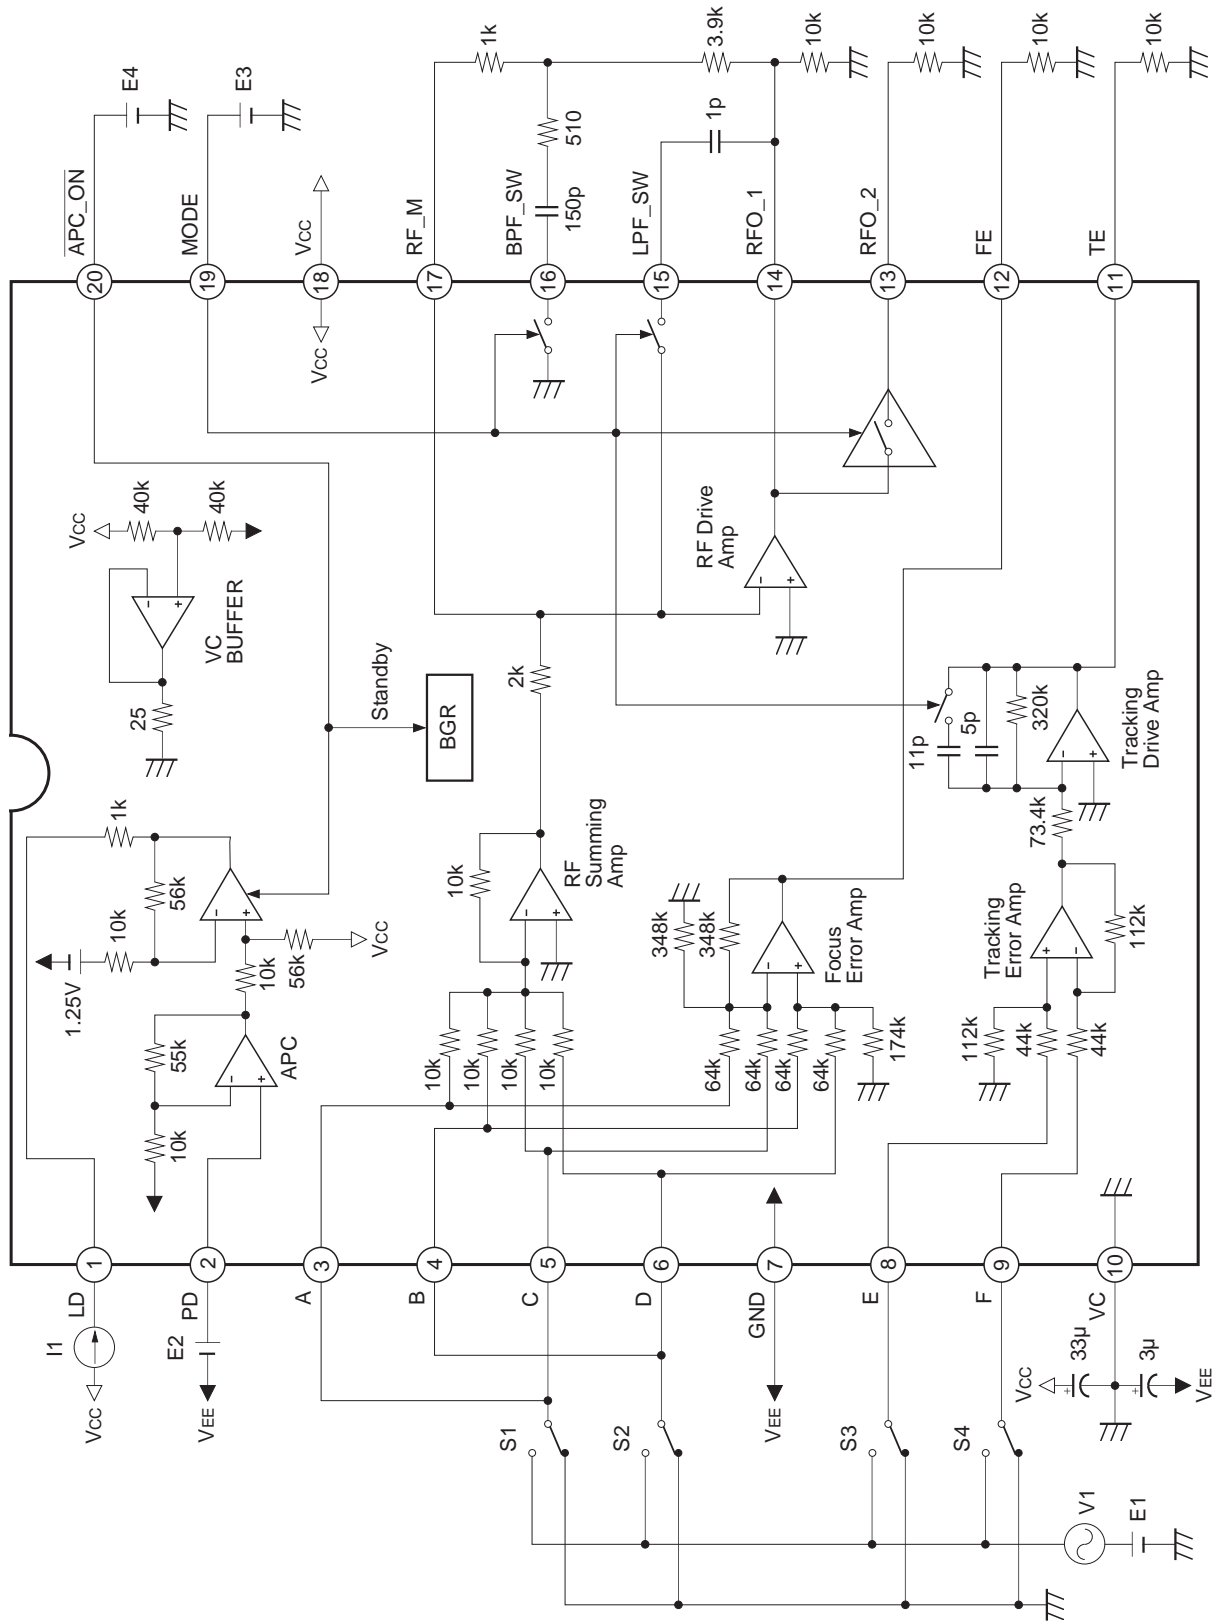 I1
LD
1
VCC
E2
PD
2
VEE
A
3
B
4
C
5
D
6
GND
7
VEE
E
8
F
9
VC
10
VCC
33µ
3µ
VEE
S1
S2
S3
S4
V1
E1
E4
APC_ON
20
E3
MODE
19
VCC
18
VCC
RF_M
17
1k
BPF_SW
16
150p
510
LPF_SW
15
1p
3.9k
RFO_1
14
10k
RFO_2
13
10k
FE
12
10k
TE
11
10k
VCC
40k
40k
VC
BUFFER
25
Standby
BGR
1k
56k
10k
1.25V
10k
56k
VCC
55k
APC
10k
10k
10k
10k
10k
10k
RF
Summing
Amp
2k
RF Drive
Amp
348k
348k
Focus
Error Amp
64k
64k
64k
64k
174k
112k
44k
44k
Tracking
Error Amp
112k
73.4k
11p
5p
320k
Tracking
Drive Amp